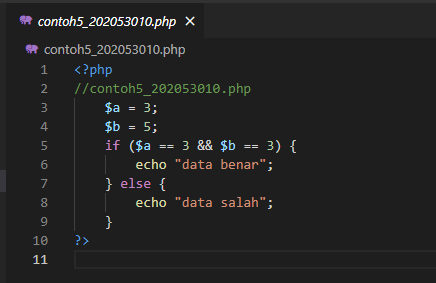 contoh5_202053010.php ×
contoh5_202053010.php
1 <?php
2 //contoh5_202053010.php
3     $a = 3;
4     $b = 5;
5     if ($a == 3 && $b == 3) {
6         echo "data benar";
7     } else {
8         echo "data salah";
9     }
10 ?>
11